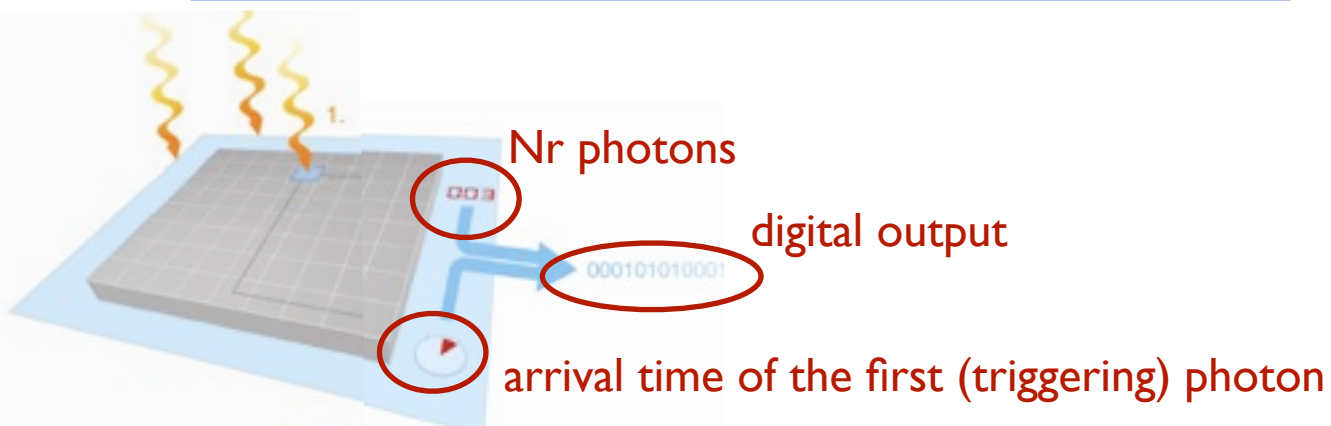 1.
Nr photons
003
digital output
000101010001
arrival time of the first (triggering) photon